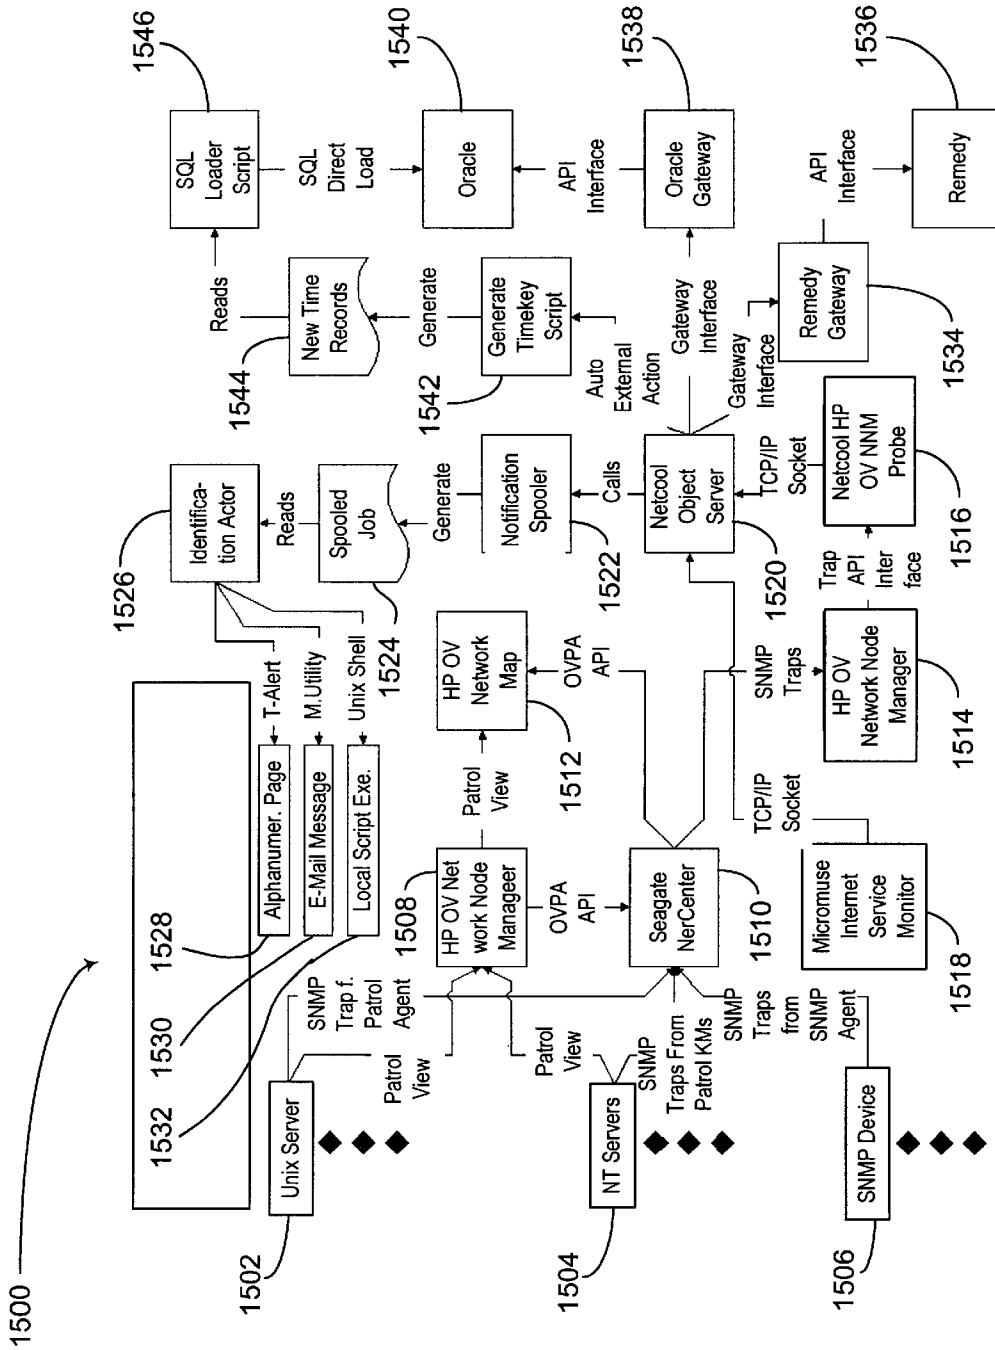 1500
1502
Unix Server
1504
NT Servers
1506
SNMP Device
1528
1530
1532
Alphanumer. Page
E-Mail Message
Local Script Exe.
T-Alert
M.Utility
Unix Shell
1526
Identifica-
tion Actor
Reads
Spooled
Job
1524
Generate
Notification
Spooler
1522
Calls
Netcool
Object
Server
1520
SNMP
Trap f.
Patrol
Agent
Patrol
View
Patrol
View
SNMP
Traps From
Patrol KMs
SNMP
Traps
from
SNMP
Agent
1508
HP OV Net
work Node
Manageer
Patrol
View
HP OV
Network
Map
1512
OVPA
API
OVPA
API
Seagate
NerCenter
1510
SNMP
Traps
HP OV
Network Node
Manager
1514
Trap
API
Inter
face
Netcool HP
OV NNM
Probe
1516
TCP/IP
Socket
Micromuse
Internet
Service
Monitor
1518
TCP/IP
Socket
Auto
External
Action
Generate
Timekey
Script
1542
Generate
New Time
Records
1544
Reads
SQL
Loader
Script
1546
SQL
Direct
Load
Oracle
1540
API
Interface
Oracle
Gateway
1538
Gateway
Interface
Gateway
Interface
Remedy
Gateway
1534
API
Interface
Remedy
1536